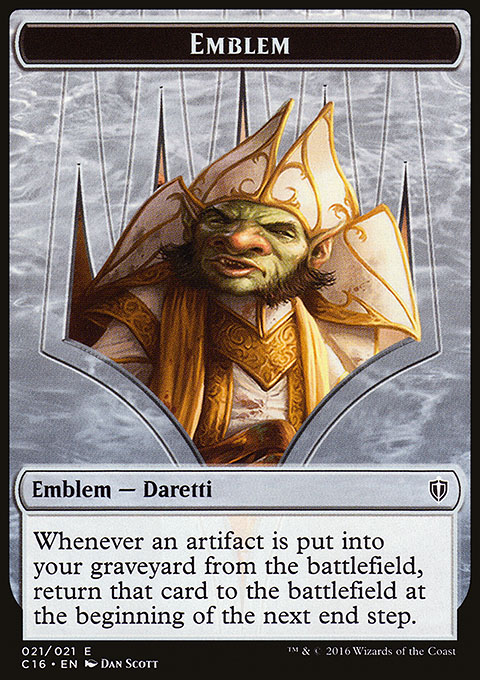 EMBLEM
Emblem — Daretti
Whenever an artifact is put into
your graveyard from the battlefield,
return that card to the battlefield at
the beginning of the next end step.
021/021 E
C16 • EN DAN SCOTT
™ & © 2016 Wizards of the Coast